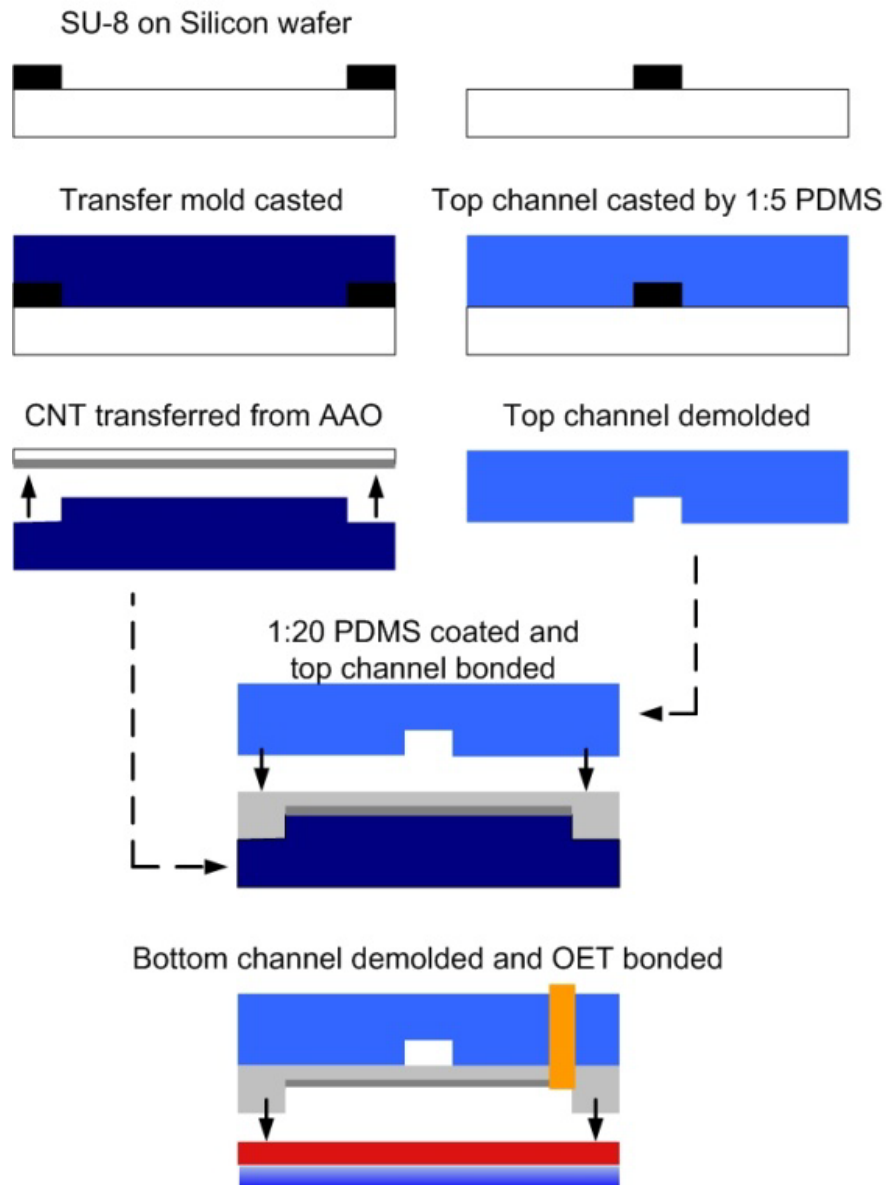 SU-8 on Silicon wafer
Transfer mold casted
Top channel casted by 1:5 PDMS
CNT transferred from AAO
Top channel demolded
1:20 PDMS coated and
top channel bonded
Bottom channel demolded and OET bonded